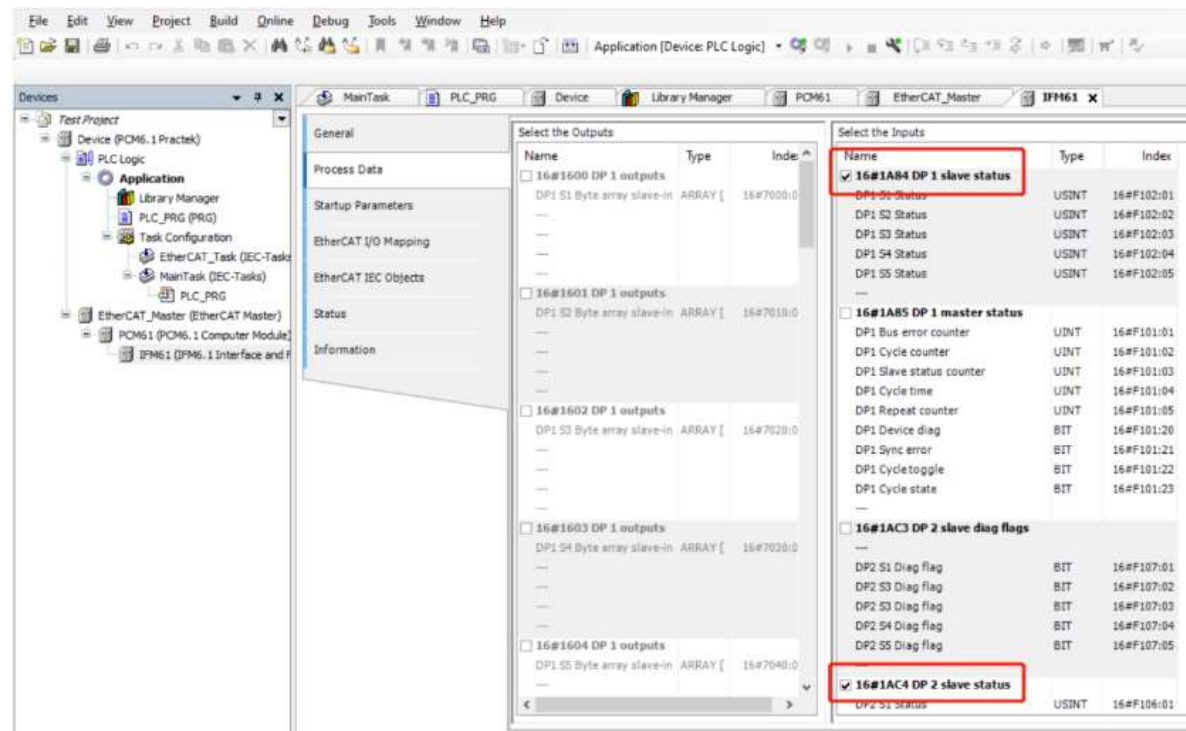 File Edit View Project Build Online Debug Tools Window Help
Application [Device: PLC Logic]
Devices
MainTask PLC_PRG Device Library Manager PCM61 EtherCAT_Master IFM61
Test Project
Device (PCM6.1 Practek)
PLC Logic
Application
Library Manager
PLC_PRG (PRG)
Task Configuration
EtherCAT_Task (IEC-Tasks
MainTask (IEC-Tasks)
PLC_PRG
EtherCAT_Master (EtherCAT Master)
PCM61 (PCM6.1 Computer Module)
IFM61 (IFM6.1 Interface and F
General
Process Data
Startup Parameters
EtherCAT I/O Mapping
EtherCAT IEC Objects
Status
Information
Select the Outputs
Name Type Index
16#1600 DP 1 outputs
DP1 S1 Byte array slave-in ARRAY [ 16#7000:0
---
---
---
---
16#1601 DP 1 outputs
DP1 S2 Byte array slave-in ARRAY [ 16#7010:0
---
---
---
---
16#1602 DP 1 outputs
DP1 S3 Byte array slave-in ARRAY [ 16#7020:0
---
---
---
---
16#1603 DP 1 outputs
DP1 S4 Byte array slave-in ARRAY [ 16#7030:0
---
---
---
---
16#1604 DP 1 outputs
DP1 S5 Byte array slave-in ARRAY [ 16#7040:0
---
Select the Inputs
Name Type Index
16#1A84 DP 1 slave status
DP1 S1 Status USINT 16#F102:01
DP1 S2 Status USINT 16#F102:02
DP1 S3 Status USINT 16#F102:03
DP1 S4 Status USINT 16#F102:04
DP1 S5 Status USINT 16#F102:05
---
16#1A85 DP 1 master status
DP1 Bus error counter UINT 16#F101:01
DP1 Cycle counter UINT 16#F101:02
DP1 Slave status counter UINT 16#F101:03
DP1 Cycle time UINT 16#F101:04
DP1 Repeat counter UINT 16#F101:05
DP1 Device diag BIT 16#F101:20
DP1 Sync error BIT 16#F101:21
DP1 Cycle toggle BIT 16#F101:22
DP1 Cycle state BIT 16#F101:23
---
16#1AC3 DP 2 slave diag flags
---
DP2 S1 Diag flag BIT 16#F107:01
DP2 S3 Diag flag BIT 16#F107:02
DP2 S3 Diag flag BIT 16#F107:03
DP2 S4 Diag flag BIT 16#F107:04
DP2 S5 Diag flag BIT 16#F107:05
---
16#1AC4 DP 2 slave status
DP2 S1 Status USINT 16#F106:01